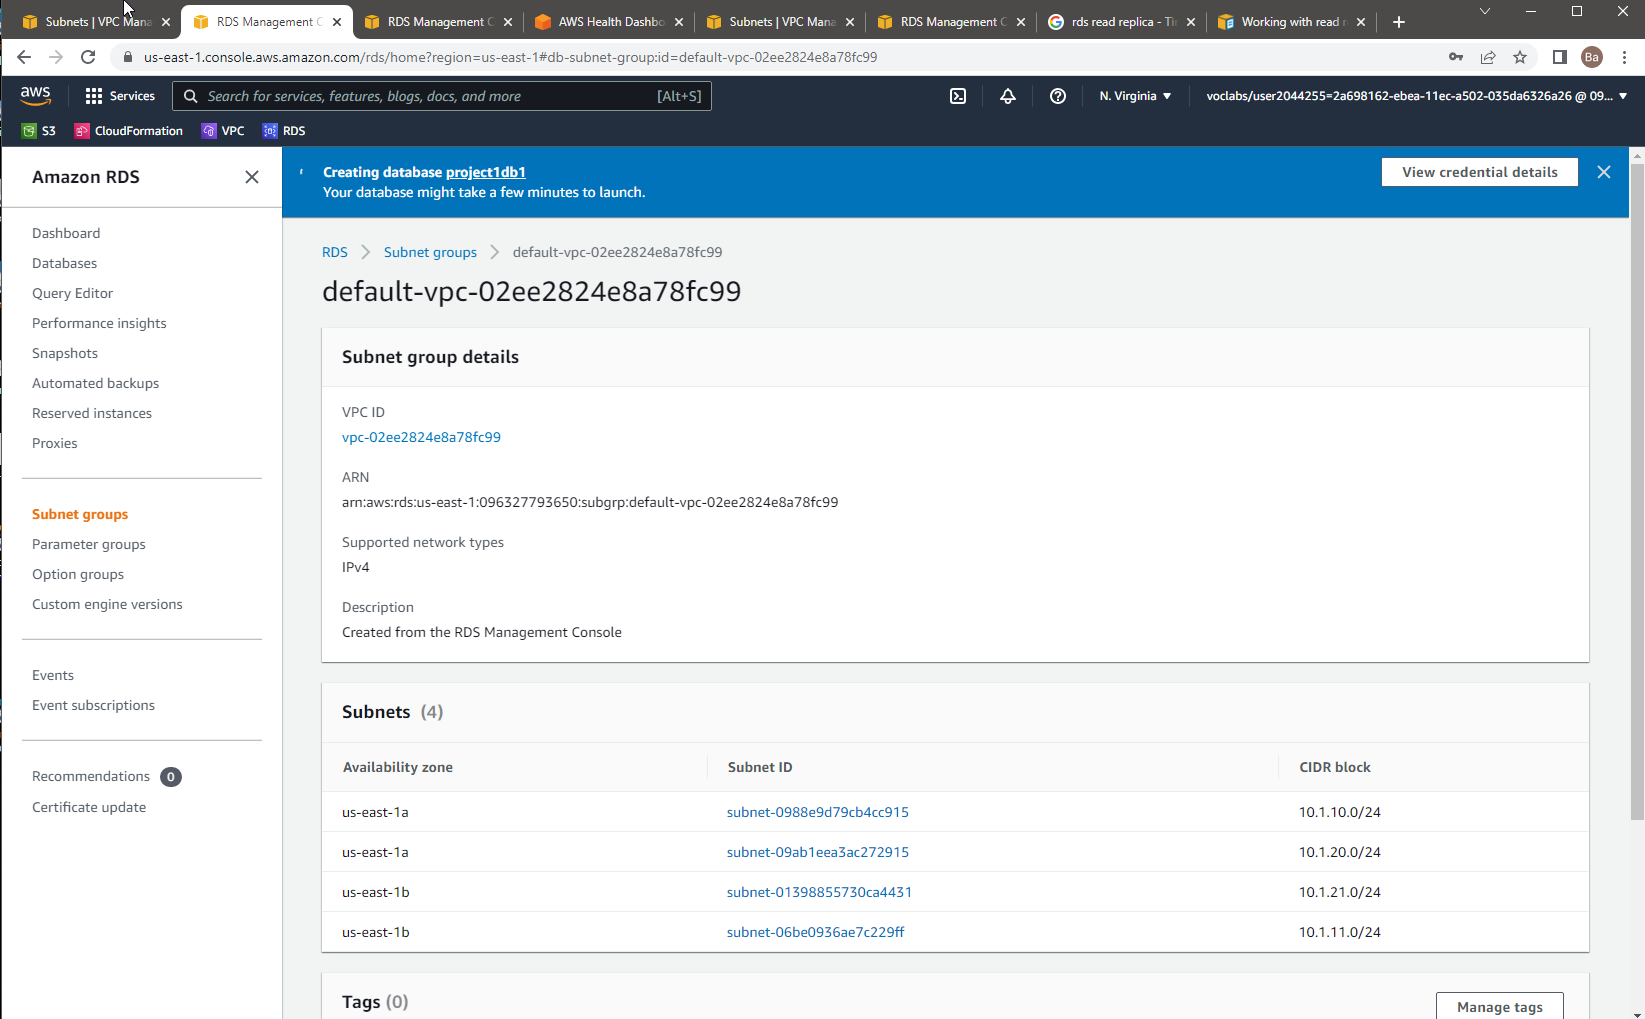 Subnets | VPC Mana
RDS Management C
RDS Management C
AWS Health Dashbo
Subnets | VPC Mana
RDS Management C
rds read replica - Ti
Working with read r
us-east-1.console.aws.amazon.com/rds/home?region=us-east-1#db-subnet-group:id=default-vpc-02ee2824e8a78fc99
Ba
aws
Services
Search for services, features, blogs, docs, and more
[Alt+S]
N. Virginia
voclabs/user2044255=2a698162-ebea-11ec-a502-035da6326a26 @ 09...
S3
CloudFormation
VPC
RDS
Amazon RDS
Dashboard
Databases
Query Editor
Performance insights
Snapshots
Automated backups
Reserved instances
Proxies
Subnet groups
Parameter groups
Option groups
Custom engine versions
Events
Event subscriptions
Recommendations 0
Certificate update
Creating database project1db1
Your database might take a few minutes to launch.
View credential details
RDS
Subnet groups
default-vpc-02ee2824e8a78fc99
default-vpc-02ee2824e8a78fc99
Subnet group details
VPC ID
vpc-02ee2824e8a78fc99
ARN
arn:aws:rds:us-east-1:096327793650:subgrp:default-vpc-02ee2824e8a78fc99
Supported network types
IPv4
Description
Created from the RDS Management Console
Subnets (4)
Availability zone Subnet ID CIDR block
us-east-1a subnet-0988e9d79cb4cc915 10.1.10.0/24
us-east-1a subnet-09ab1eea3ac272915 10.1.20.0/24
us-east-1b subnet-01398855730ca4431 10.1.21.0/24
us-east-1b subnet-06be0936ae7c229ff 10.1.11.0/24
Tags (0)
Manage tags